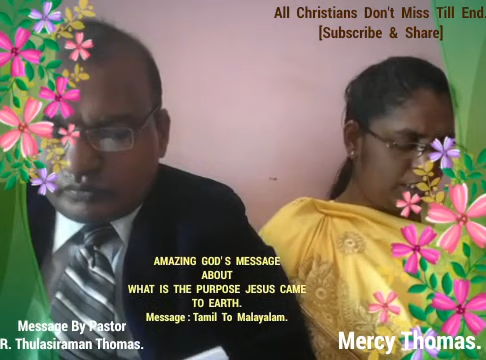 All Christians Don't Miss Till End.
[Subscribe & Share]
AMAZING GOD'S MESSAGE
ABOUT
WHAT IS THE PURPOSE JESUS CAME
TO EARTH.
Message : Tamil To Malayalam.
Message By Pastor
R. Thulasiraman Thomas.
Mercy Thomas.